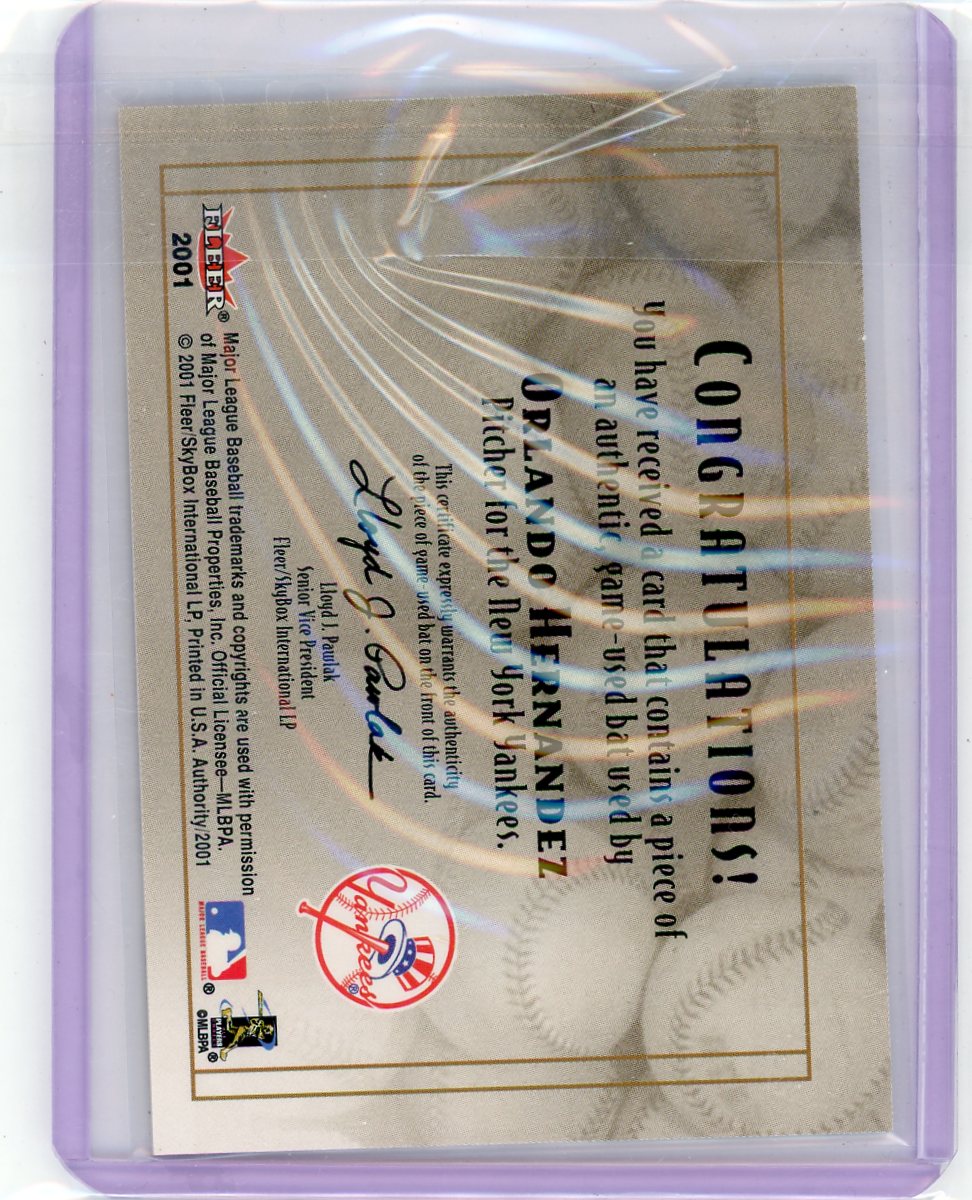 CONGRATULATIONS!
You have received a card that contains a piece of
an authentic, game-used bat used by
ORLANDO HERNANDEZ
Pitcher for the New York Yankees.
This certificate expressly warrants the authenticity
of the piece of game-used bat on the front of this card.
Lloyd J. Pawlak
Lloyd J. Pawlak
Senior Vice President
Fleer/SkyBox International LP
Yankees®
FLEER®
2001
Major League Baseball trademarks and copyrights are used with permission
of Major League Baseball Properties, Inc. Official Licensee—MLBPA.
© 2001 Fleer/SkyBox International LP, Printed in U.S.A. Authority/2001
MAJOR LEAGUE BASEBALL®
PLAYERS
®
©MLBPA